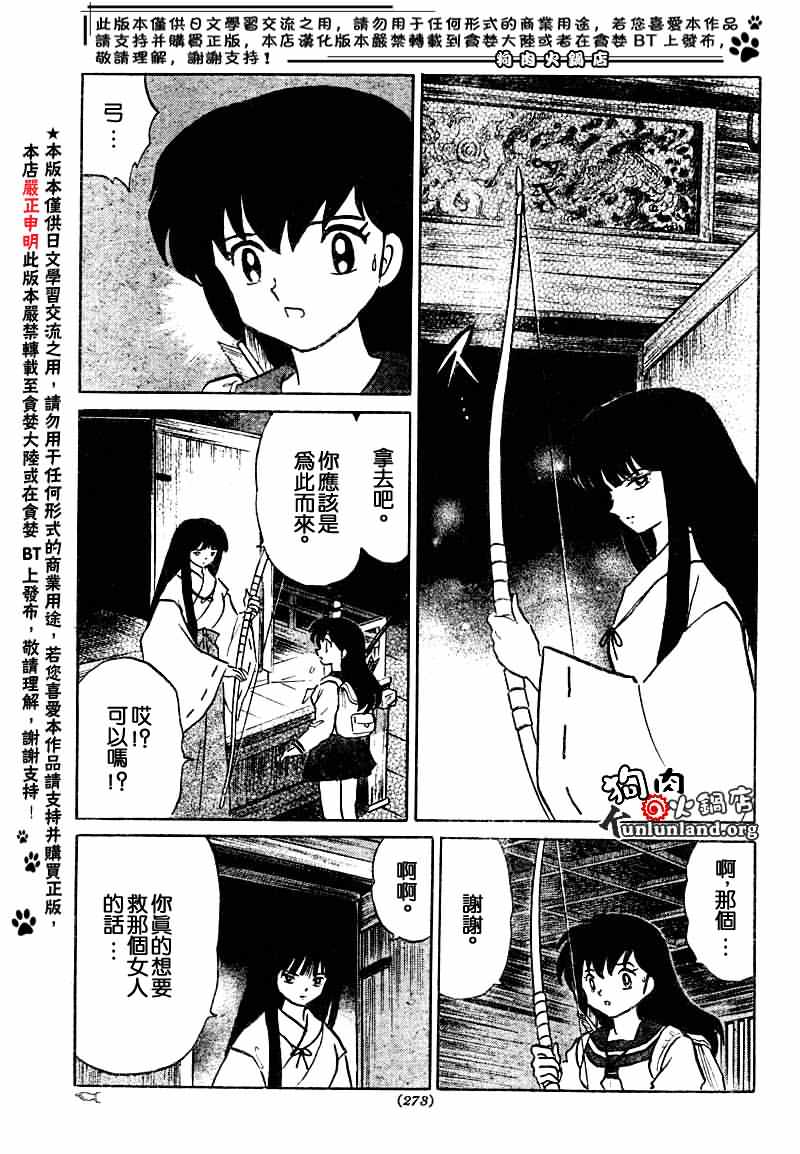 此版本僅供日文學習交流之用，請勿用于任何形式的商業用途，若您喜愛本作品
請支持并購買正版，本店漢化版本嚴禁轉載到貪婪大陸或者在貪婪 BT 上發布，
敬請理解，謝謝支持！
狗肉火鍋店
★本版本僅供日文學習交流之用，請勿用于任何形式的商業用途，若您喜愛本作品請支持并購買正版，
本店嚴正申明此版本嚴禁轉載至貪婪大陸或在貪婪 BT 上發布，敬請理解，謝謝支持！
弓…
拿去吧。
你應該是
為此而來。
哎!?
可以嗎!?
狗肉火鍋店
Kunlunland.org
啊，那個…
謝謝。
啊啊。
你真的想要
救那個女人
的話…
(273)